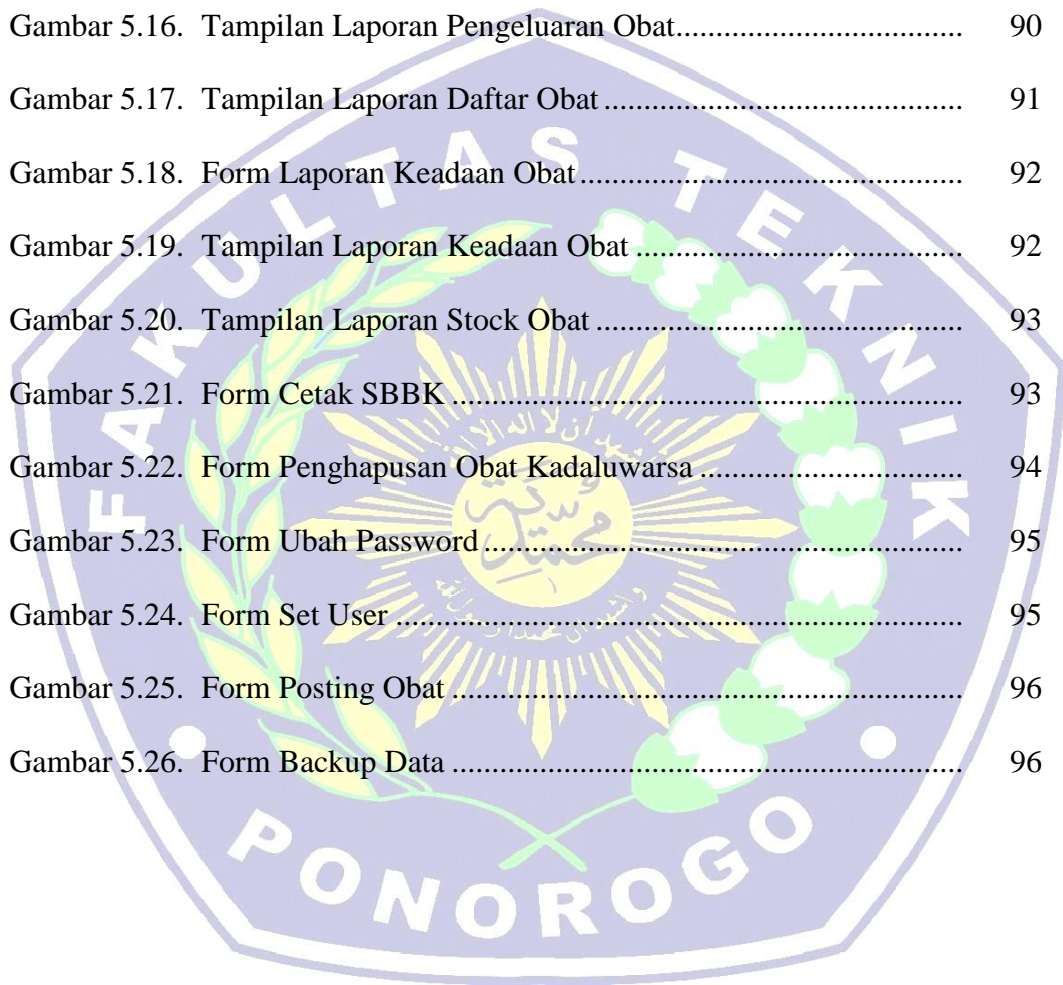 Gambar 5.16. Tampilan Laporan Pengeluaran Obat.................................. 90
Gambar 5.17. Tampilan Laporan Daftar Obat ............................................ 91
Gambar 5.18. Form Laporan Keadaan Obat ............................................... 92
Gambar 5.19. Tampilan Laporan Keadaan Obat ........................................ 92
Gambar 5.20. Tampilan Laporan Stock Obat ............................................. 93
Gambar 5.21. Form Cetak SBBK .............................................................. 93
Gambar 5.22. Form Penghapusan Obat Kadaluwarsa ................................ 94
Gambar 5.23. Form Ubah Password .......................................................... 95
Gambar 5.24. Form Set User ..................................................................... 95
Gambar 5.25. Form Posting Obat .............................................................. 96
Gambar 5.26. Form Backup Data .............................................................. 96
FAKULTAS TEKNIK
PONOROGO
محمدية